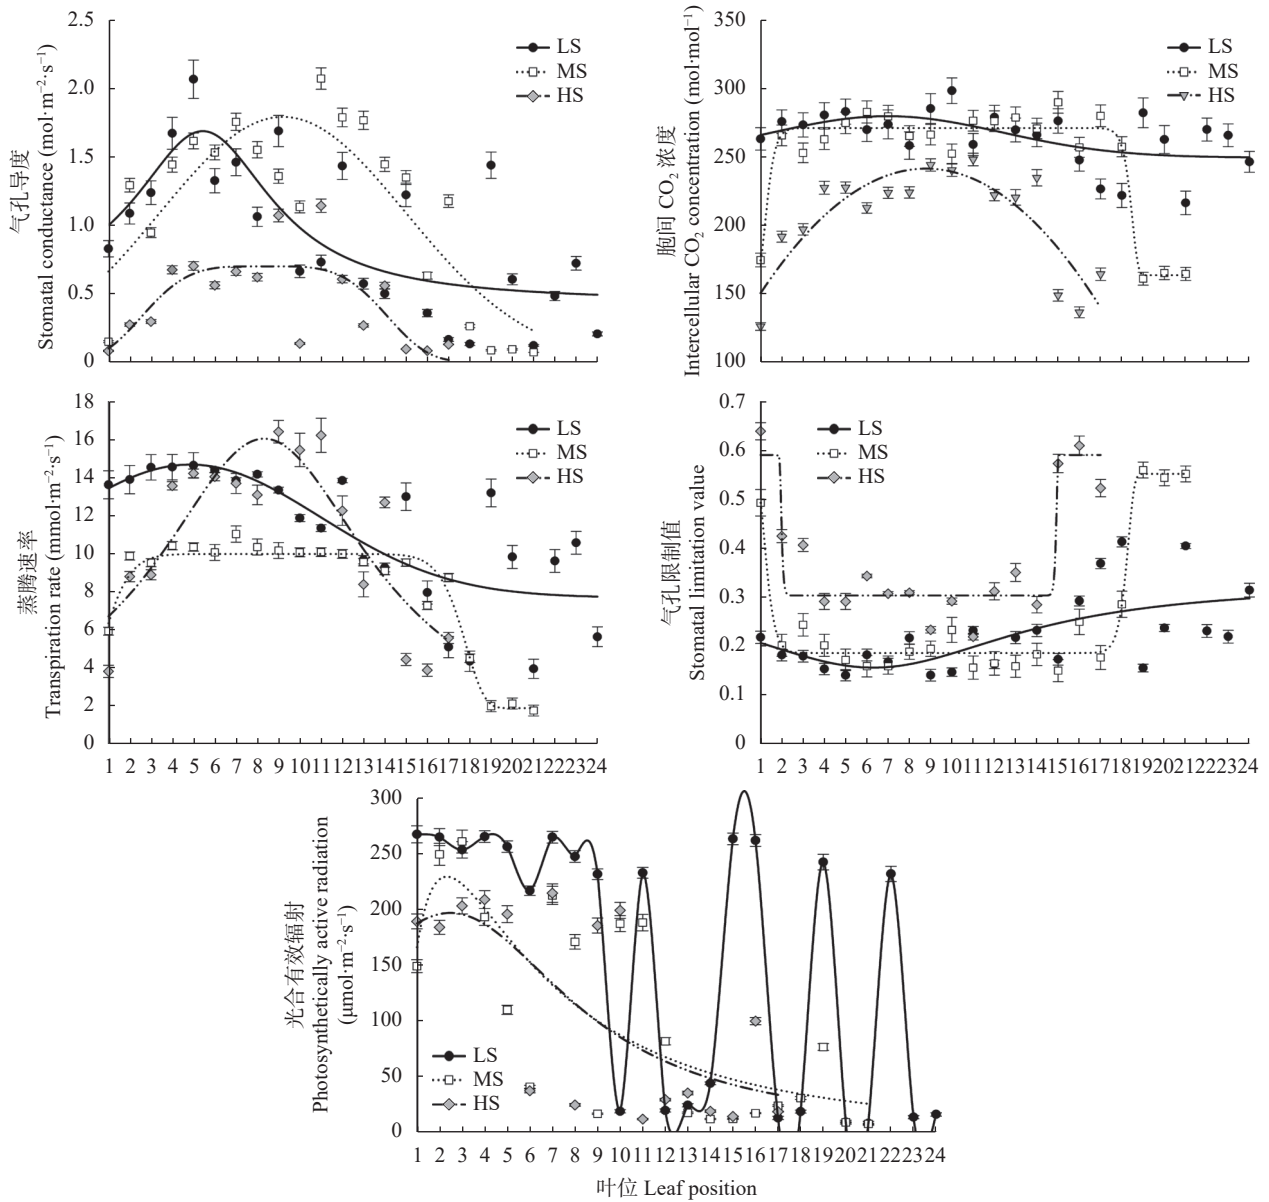 气孔导度
Stomatal conductance (mol·m⁻²·s⁻¹)
2.5
2.0
1.5
1.0
0.5
0
LS
MS
HS
胞间 CO₂ 浓度
Intercellular CO₂ concentration (mol·mol⁻¹)
350
300
250
200
150
100
LS
MS
HS
蒸腾速率
Transpiration rate (mmol·m⁻²·s⁻¹)
18
16
14
12
10
8
6
4
2
0
LS
MS
HS
1 2 3 4 5 6 7 8 9 10 11 12 13 14 15 16 17 18 19 20 21 22 23 24
气孔限制值
Stomatal limitation value
0.7
0.6
0.5
0.4
0.3
0.2
0.1
0
LS
MS
HS
1 2 3 4 5 6 7 8 9 10 11 12 13 14 15 16 17 18 19 20 21 22 23 24
光合有效辐射
Photosynthetically active radiation
(μmol·m⁻²·s⁻¹)
300
250
200
150
100
50
0
LS
MS
HS
1 2 3 4 5 6 7 8 9 10 11 12 13 14 15 16 17 18 19 20 21 22 23 24
叶位 Leaf position